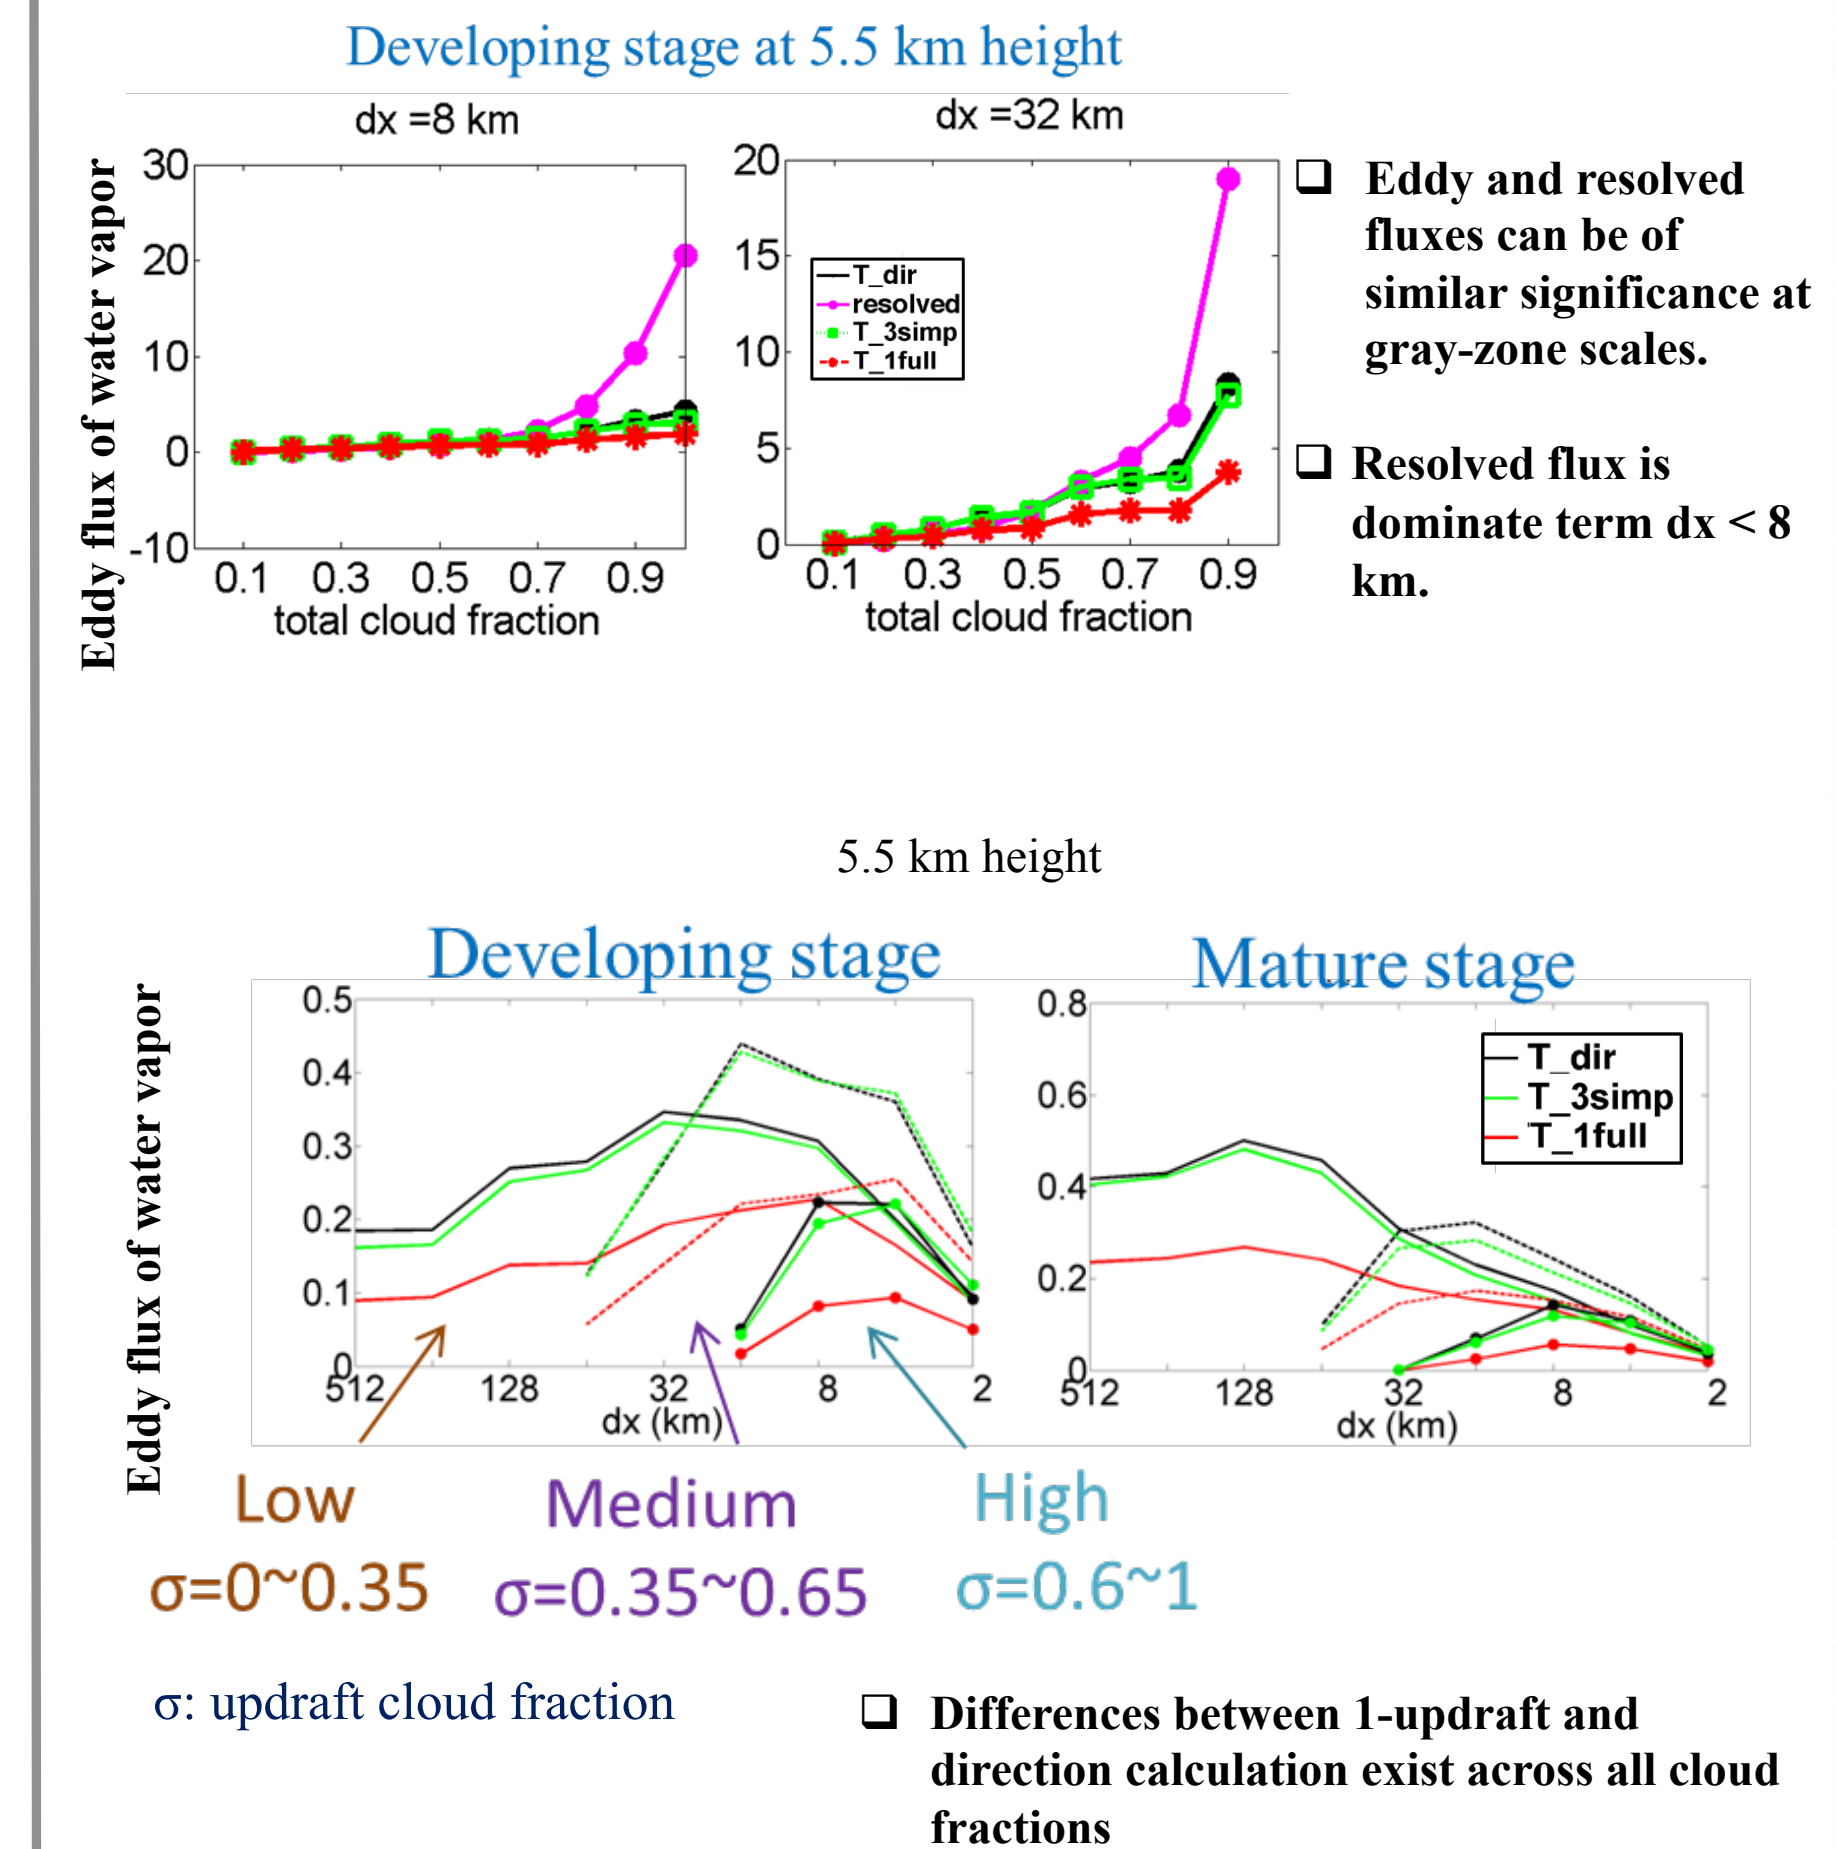 Developing stage at 5.5 km height
dx =8 km
dx =32 km
Eddy flux of water vapor
30
20
10
0
-10
0.1 0.3 0.5 0.7 0.9
total cloud fraction
20
15
10
5
0
T_dir
resolved
T_3simp
T_1full
0.1 0.3 0.5 0.7 0.9
total cloud fraction
❑ Eddy and resolved
fluxes can be of
similar significance at
gray-zone scales.
❑ Resolved flux is
dominate term dx < 8
km.
5.5 km height
Developing stage
Mature stage
Eddy flux of water vapor
0.5
0.4
0.3
0.2
0.1
0
512 128 32 8 2
dx (km)
0.8
0.6
0.4
0.2
0
T_dir
T_3simp
T_1full
512 128 32 8 2
dx (km)
Low
σ=0~0.35
Medium
σ=0.35~0.65
High
σ=0.6~1
σ: updraft cloud fraction
❑ Differences between 1-updraft and
direction calculation exist across all cloud
fractions